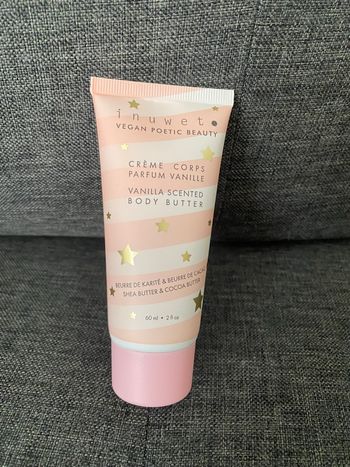 inuwet
VEGAN POETIC BEAUTY
CRÈME CORPS
PARFUM VANILLE
VANILLA SCENTED
BODY BUTTER
BEURRE DE KARITÉ & BEURRE DE CACAO
SHEA BUTTER & COCOA BUTTER
60 ml • 2 fl oz